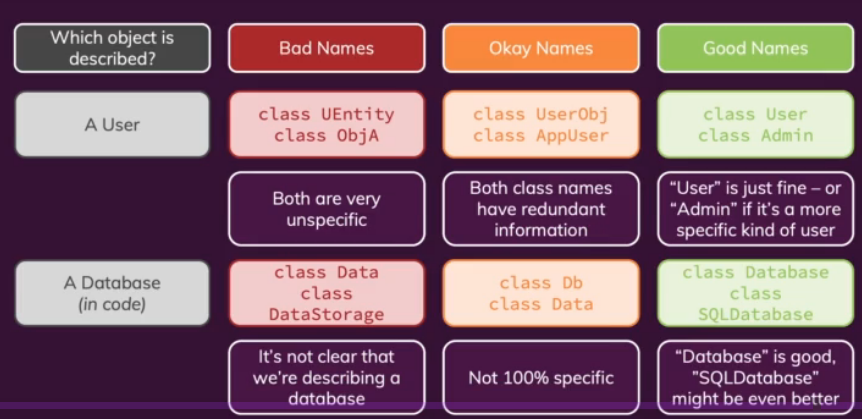 Which object is
described?
Bad Names
Okay Names
Good Names
A User
class UEntity
class ObjA
class UserObj
class AppUser
class User
class Admin
Both are very
unspecific
Both class names
have redundant
information
“User” is just fine – or
“Admin” if it’s a more
specific kind of user
A Database
(in code)
class Data
class
DataStorage
class Db
class Data
class Database
class
SQLDatabase
It’s not clear that
we’re describing a
database
Not 100% specific
“Database” is good,
”SQLDatabase”
might be even better